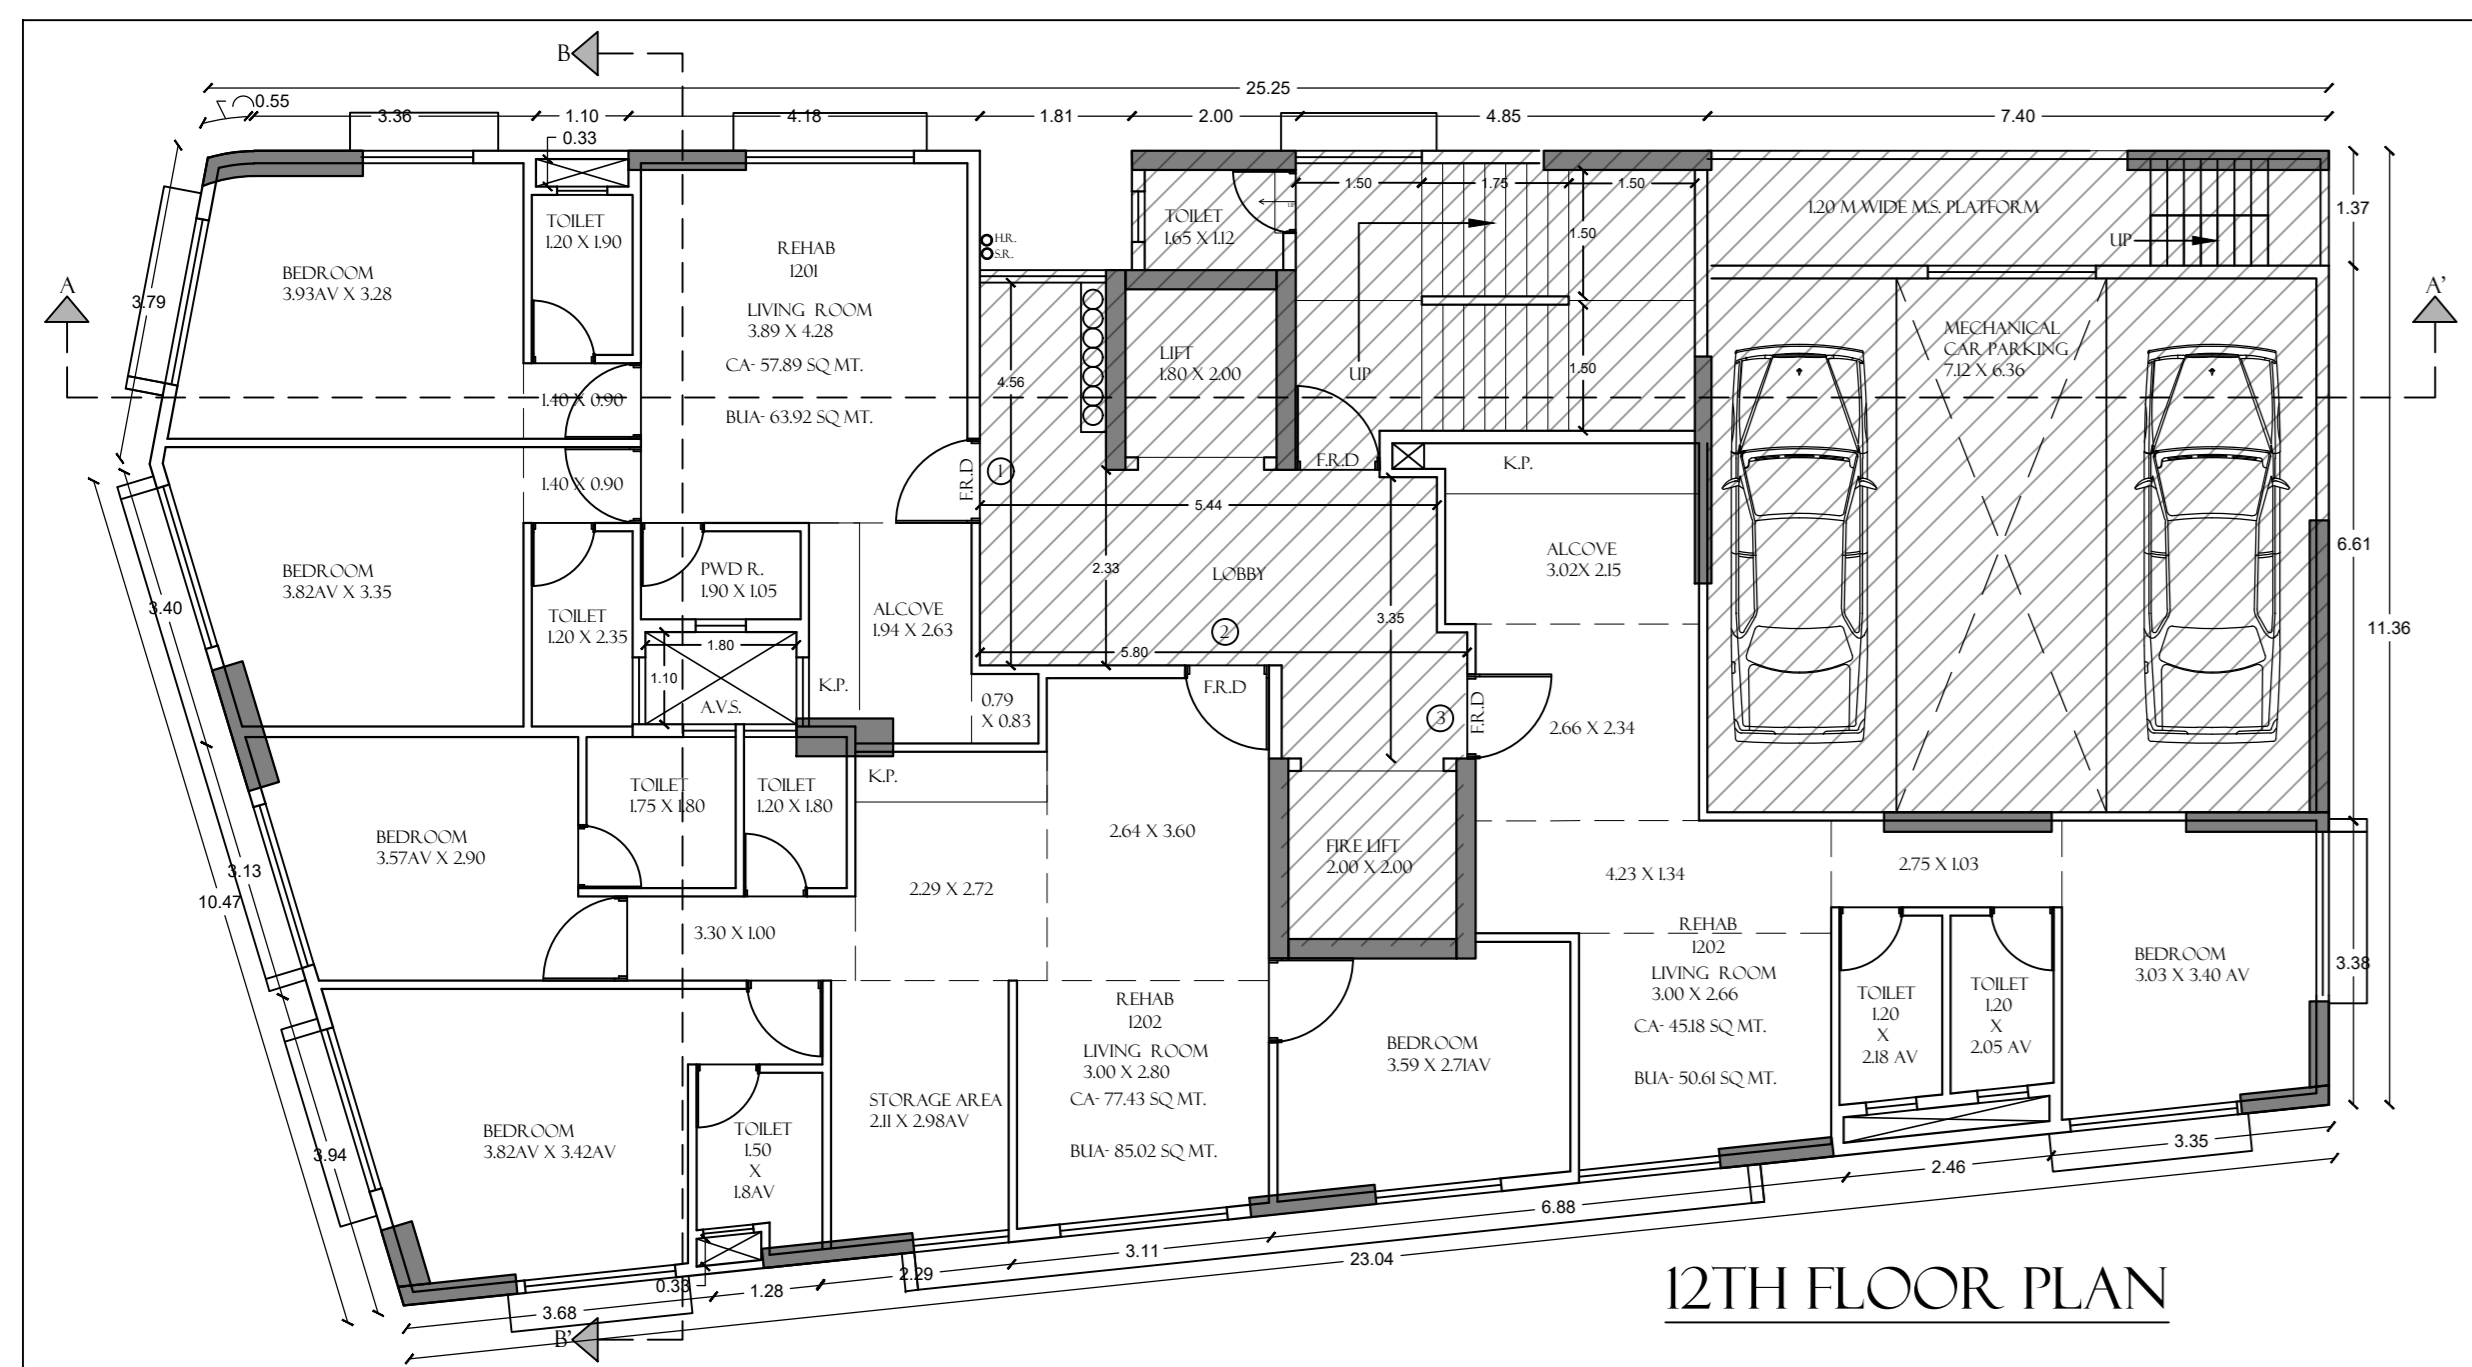 B
25.25
0.55
3.36
1.10
4.18
1.81
2.00
4.85
7.40
0.33
1.50
1.75
1.50
TOILET
1.20 X 1.90
REHAB
1201
H.R.
S.R.
TOILET
1.65 X 1.12
1.50
1.20 M WIDE M.S. PLATFORM
UP
1.37
BEDROOM
3.93AV X 3.28
LIVING ROOM
3.89 X 4.28
CA- 57.89 SQ MT.
BUA- 63.92 SQ MT.
A
3.79
A'
LIFT
1.80 X 2.00
4.56
UP
1.50
MECHANICAL
CAR PARKING
7.12 X 6.36
1.40 X 0.90
1.40 X 0.90
F.R.D
1
F.R.D
K.P.
5.44
6.61
BEDROOM
3.82AV X 3.35
PWD R.
1.90 X 1.05
2.33
LOBBY
ALCOVE
3.02X 2.15
3.40
TOILET
1.20 X 2.35
ALCOVE
1.94 X 2.63
2
3.35
11.36
1.80
5.80
1.10
A.V.S.
K.P.
0.79
X 0.83
F.R.D
3
F.R.D
2.66 X 2.34
K.P.
TOILET
1.75 X 1.80
TOILET
1.20 X 1.80
BEDROOM
3.57AV X 2.90
2.64 X 3.60
FIRE LIFT
2.00 X 2.00
3.13
10.47
2.29 X 2.72
4.23 X 1.34
2.75 X 1.03
3.30 X 1.00
REHAB
1202
LIVING ROOM
3.00 X 2.66
CA- 45.18 SQ MT.
BUA- 50.61 SQ MT.
BEDROOM
3.03 X 3.40 AV
3.38
TOILET
1.20
X
2.18 AV
TOILET
1.20
X
2.05 AV
REHAB
1202
LIVING ROOM
3.00 X 2.80
CA- 77.43 SQ MT.
BUA- 85.02 SQ MT.
BEDROOM
3.59 X 2.71AV
STORAGE AREA
2.11 X 2.98AV
BEDROOM
3.82AV X 3.42AV
TOILET
1.50
X
1.8AV
3.94
3.35
2.46
6.88
3.11
23.04
2.29
0.33
1.28
3.68
B'
12TH FLOOR PLAN